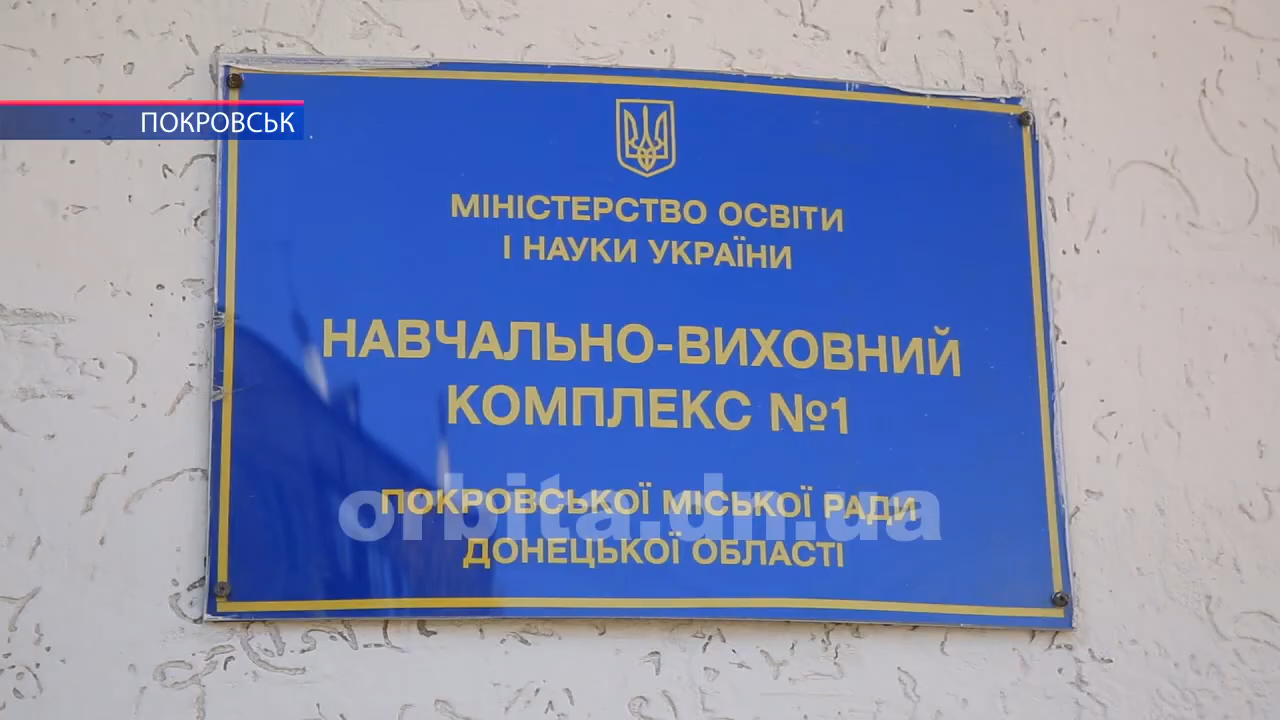 ПОКРОВСЬК
МІНІСТЕРСТВО ОСВІТИ
І НАУКИ УКРАЇНИ
НАВЧАЛЬНО-ВИХОВНИЙ
КОМПЛЕКС №1
ПОКРОВСЬКОЇ МІСЬКОЇ РАДИ
orbita.dn.ua
ДОНЕЦЬКОЇ ОБЛАСТІ